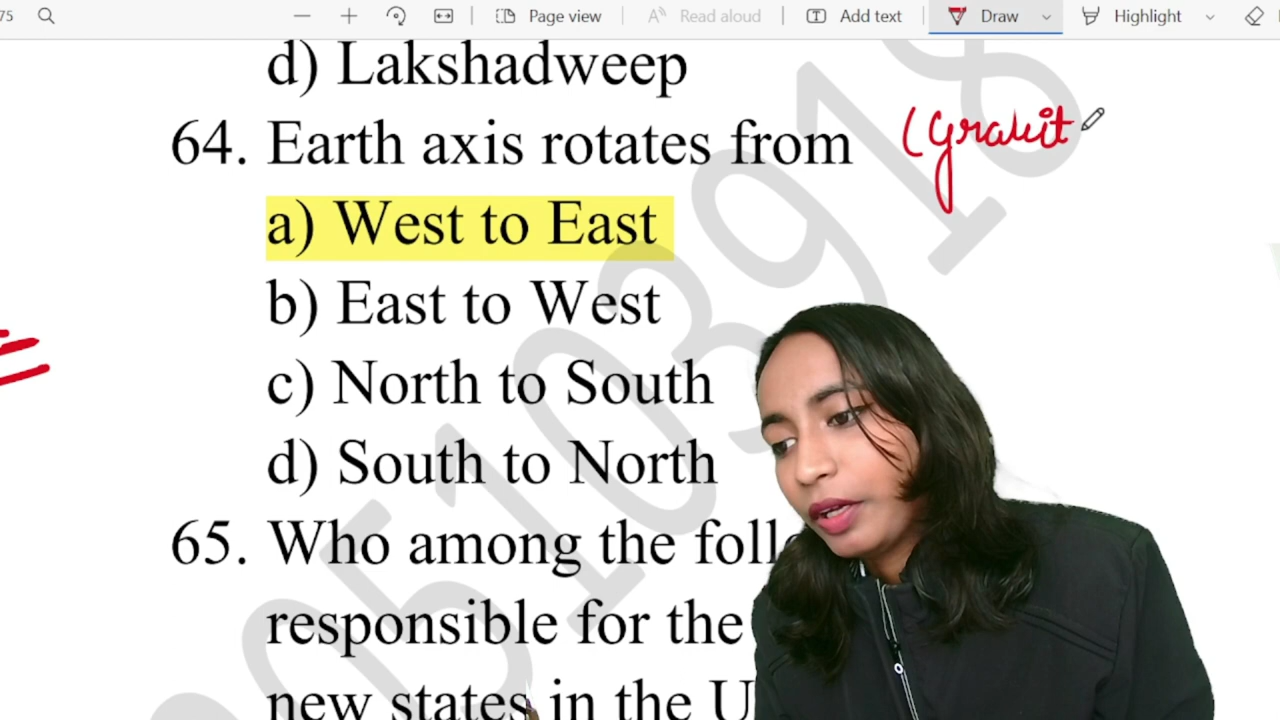 75 Page view Read aloud Add text Draw Highlight
d) Lakshadweep
64. Earth axis rotates from (gravit
a) West to East
b) East to West
c) North to South
d) South to North
65. Who among the foll
responsible for the
new states in the U